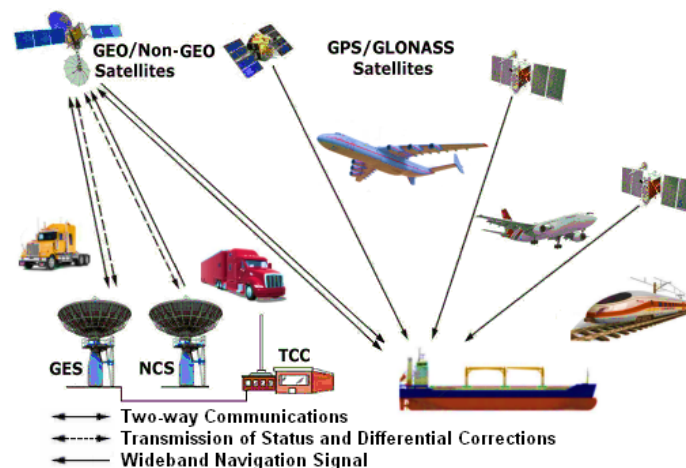 GEO/Non-GEO
Satellites
GPS/GLONASS
Satellites
GES
NCS
TCC
Two-way Communications
Transmission of Status and Differential Corrections
Wideband Navigation Signal